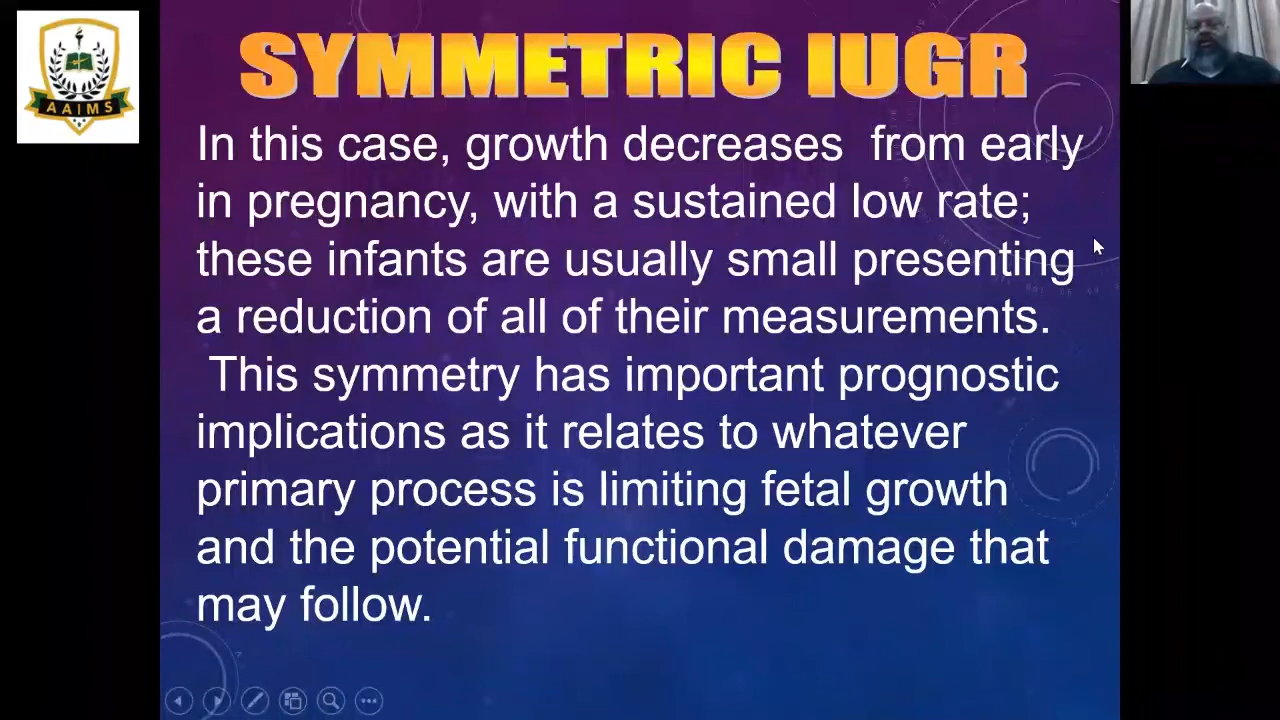 SYMMETRIC IUGR
In this case, growth decreases from early
in pregnancy, with a sustained low rate;
these infants are usually small presenting
a reduction of all of their measurements.
This symmetry has important prognostic
implications as it relates to whatever
primary process is limiting fetal growth
and the potential functional damage that
may follow.
AAIMS